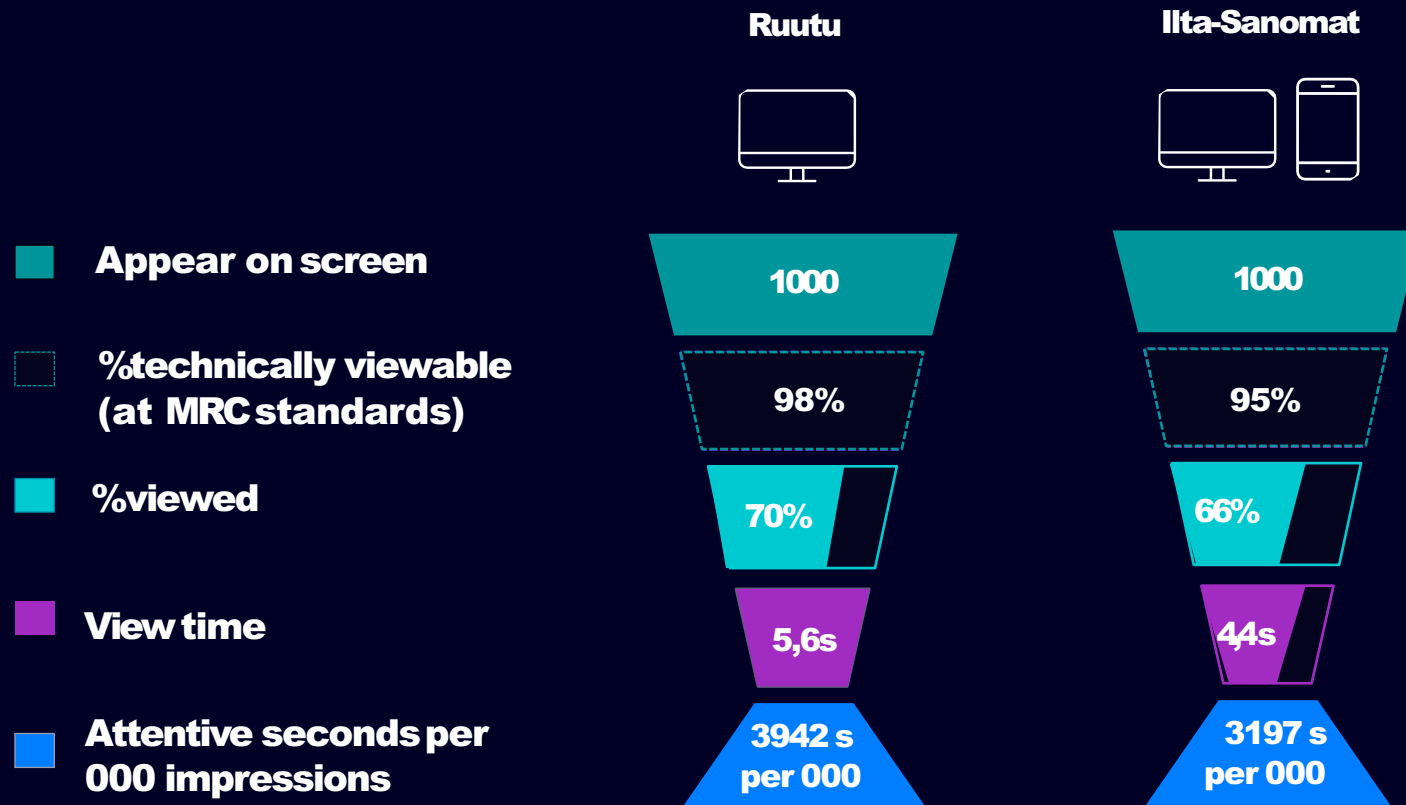 Ruutu
Ilta-Sanomat
Appear on screen
1000
1000
%technically viewable
(at MRC standards)
98%
95%
%viewed
70%
66%
View time
5,6s
4,4s
Attentive seconds per
000 impressions
3942 s
per 000
3197 s
per 000